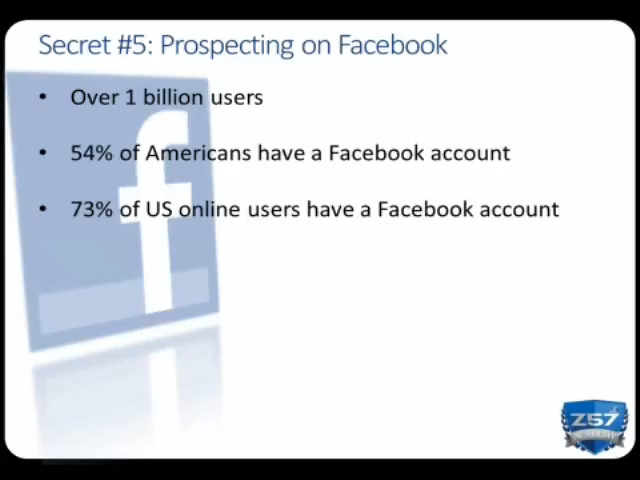 Secret #5: Prospecting on Facebook
• Over 1 billion users
• 54% of Americans have a Facebook account
• 73% of US online users have a Facebook account
f
Z57
ACADEMY